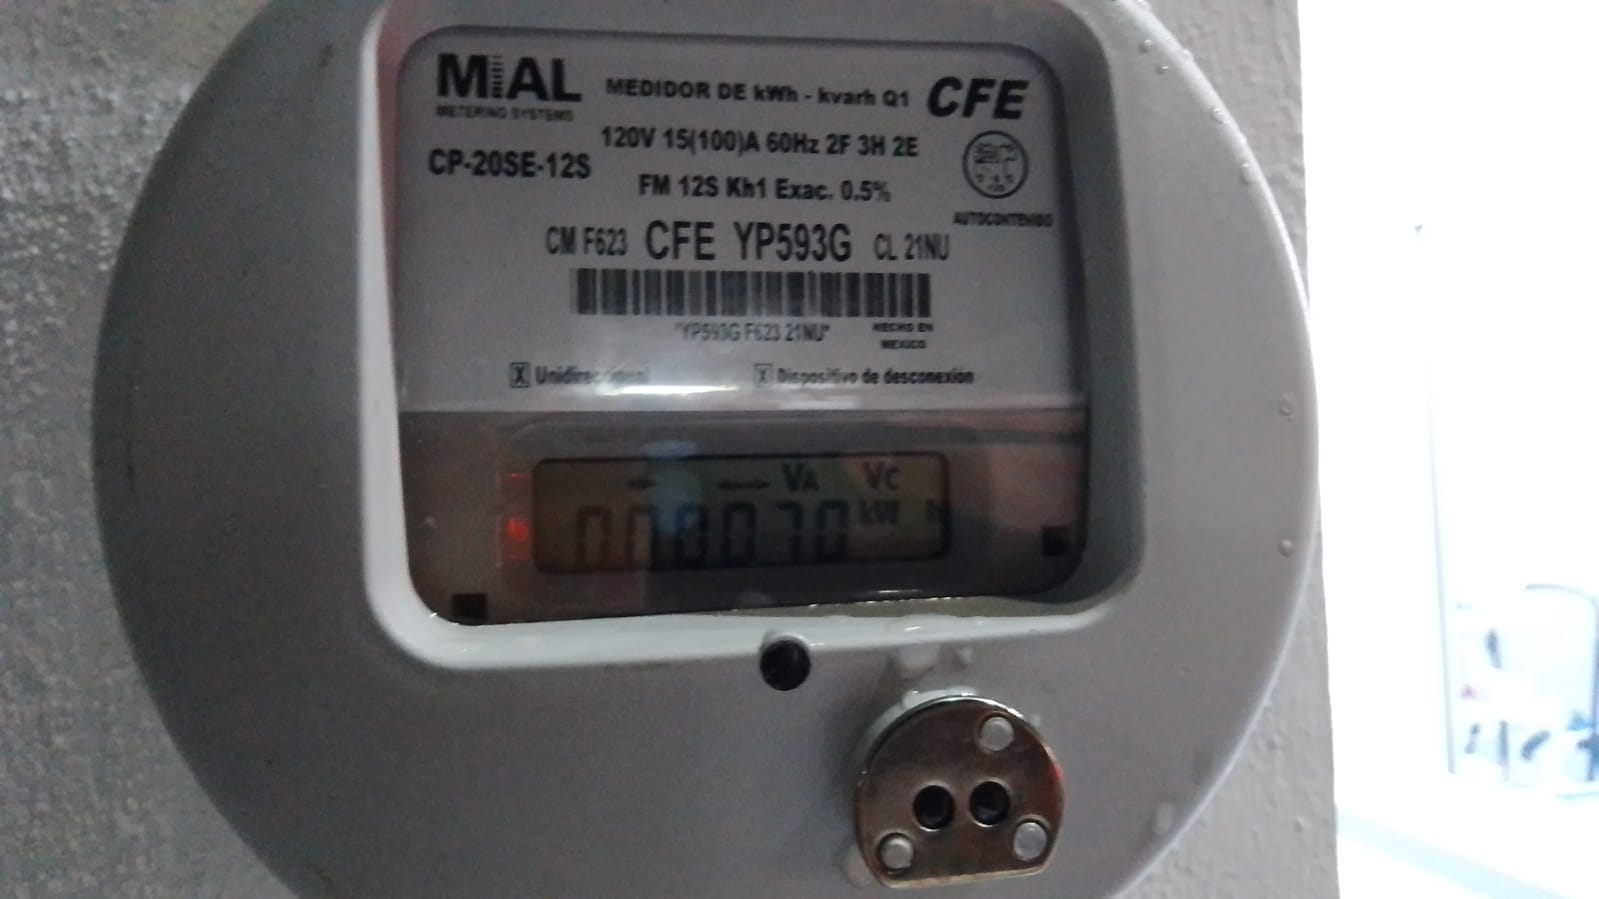 MIAL
METERING SYSTEMS
MEDIDOR DE kWh - kvarh Q1
CFE
120V 15(100)A 60Hz 2F 3H 2E
CP-20SE-12S
FM 12S Kh1 Exac. 0.5%
AUTOCONTENIDO
CM F623 CFE YP593G CL 21NU
*YP593G F623 21NU*
HECHO EN
MEXICO
X Unidireccional
X Dispositivo de desconexión
VA VC
000070 kW h